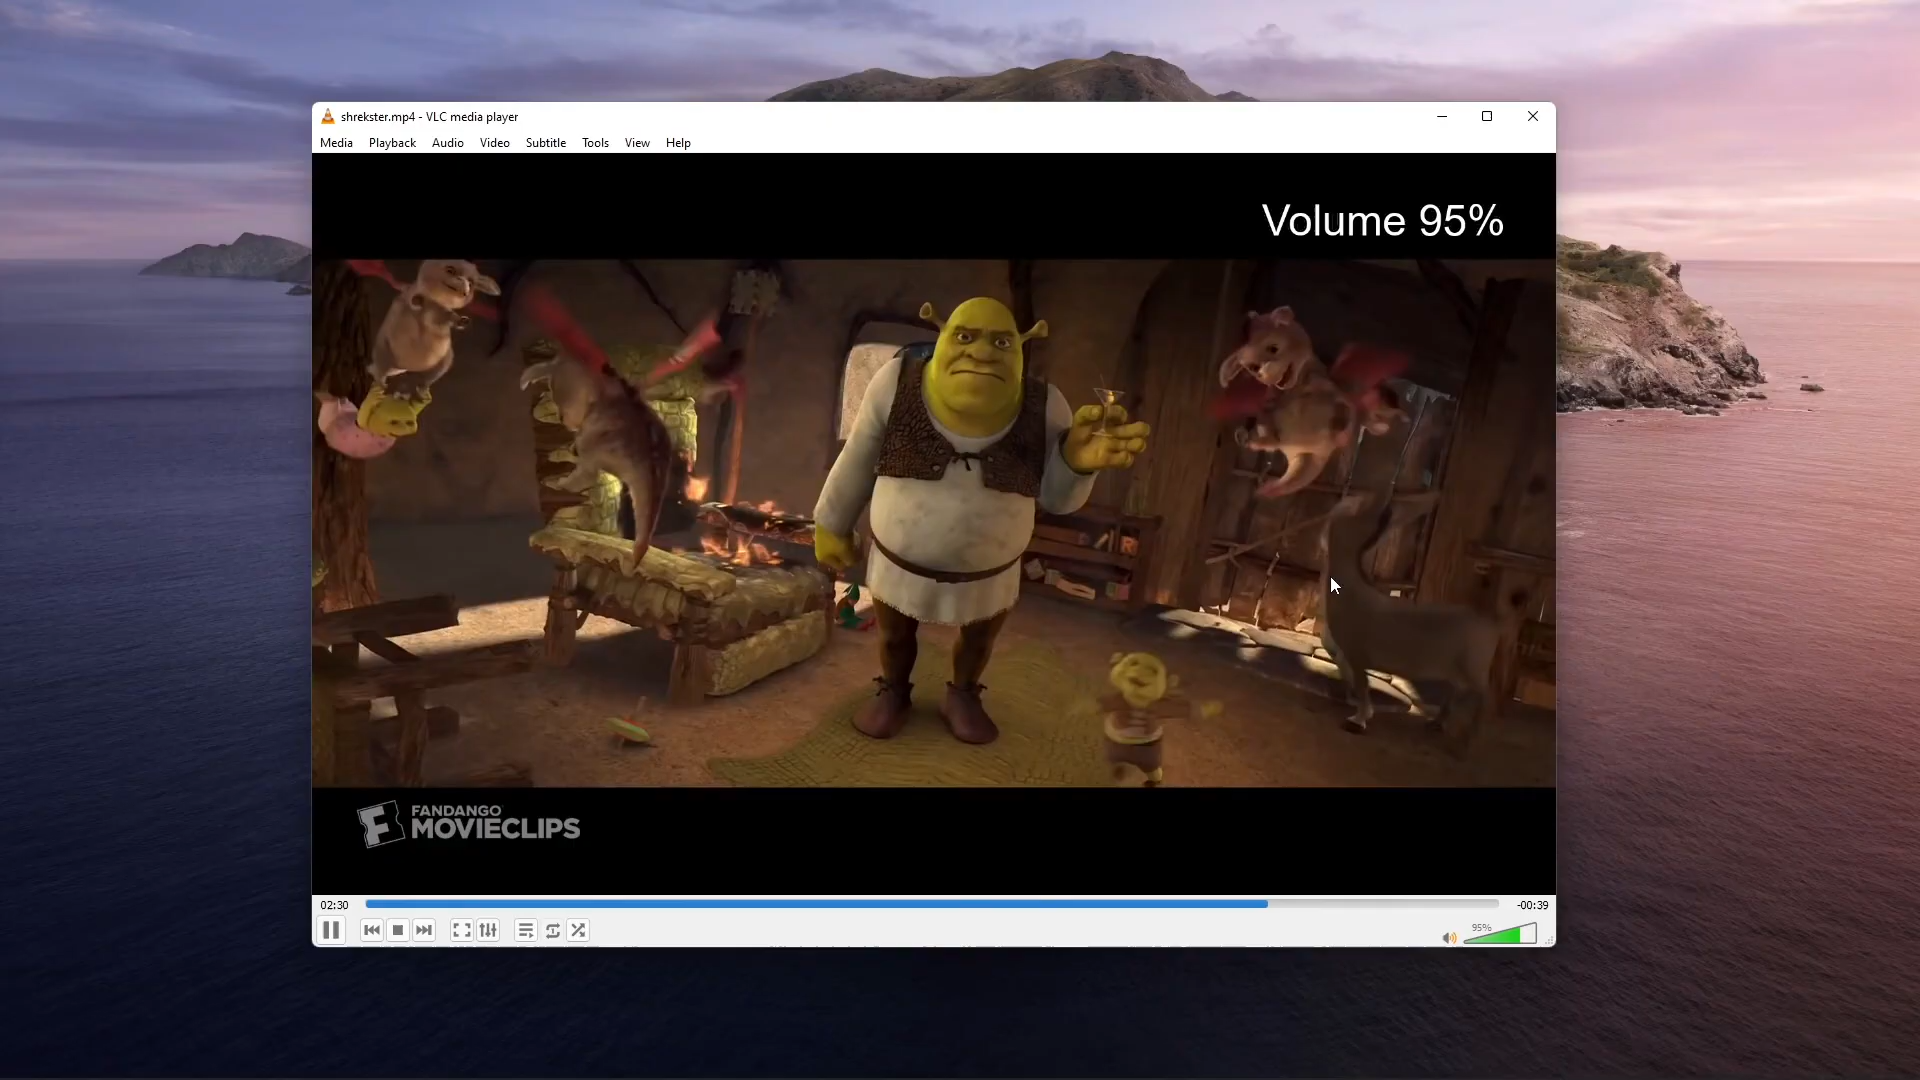 shrekster.mp4 - VLC media player
Media Playback Audio Video Subtitle Tools View Help
Volume 95%
FANDANGO
MOVIECLIPS
02:30 -00:39
95%